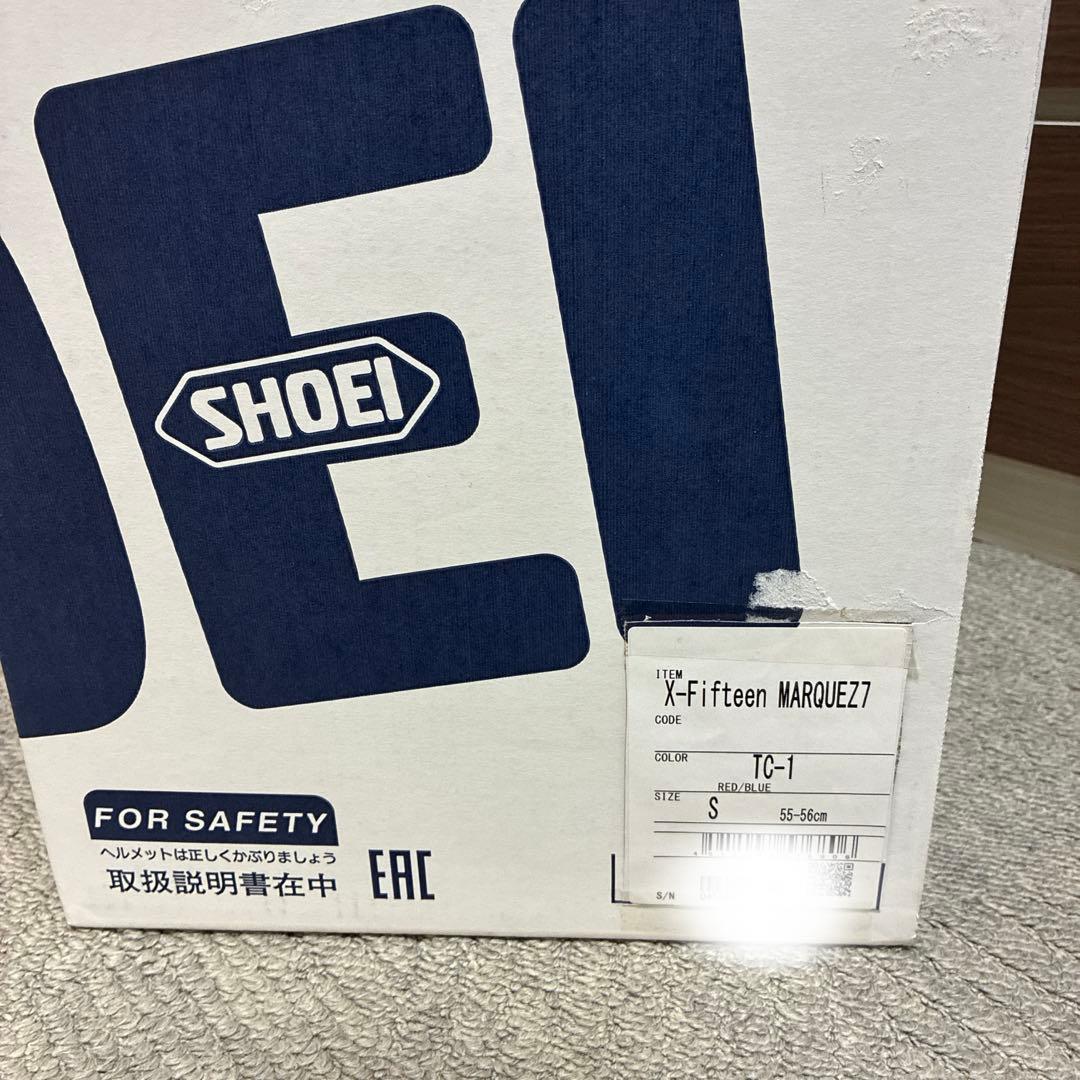 OEI
SHOEI
ITEM
X-Fifteen MARQUEZ7
CODE
COLOR
TC-1
RED/BLUE
SIZE
S
55-56cm
S/N
FOR SAFETY
ヘルメットは正しくかぶりましょう
取扱説明書在中
EAC